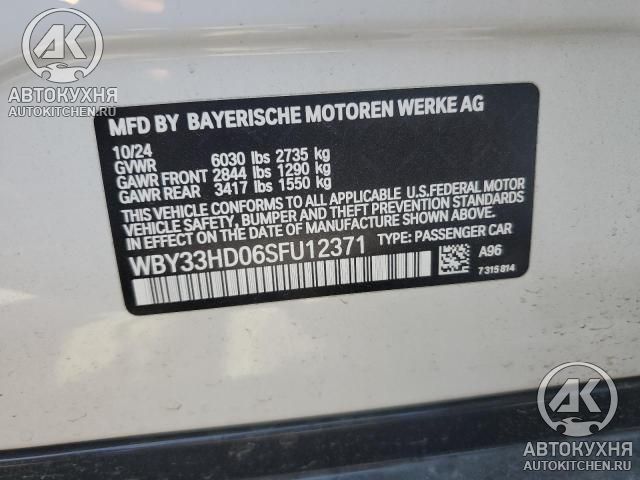 АВТОКУХНЯ
AUTOKITCHEN.RU
MFD BY BAYERISCHE MOTOREN WERKE AG
10/24
GVWR 6030 lbs 2735 kg
GAWR FRONT 2844 lbs 1290 kg
GAWR REAR 3417 lbs 1550 kg
THIS VEHICLE CONFORMS TO ALL APPLICABLE U.S.FEDERAL MOTOR
VEHICLE SAFETY, BUMPER AND THEFT PREVENTION STANDARDS
IN EFFECT ON THE DATE OF MANUFACTURE SHOWN ABOVE.
WBY33HD06SFU12371 TYPE: PASSENGER CAR
A96
7 315 814
AK
АВТОКУХНЯ
AUTOKITCHEN.RU